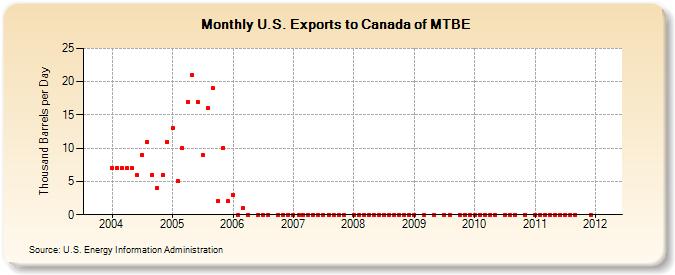 Monthly U.S. Exports to Canada of MTBE
Thousand Barrels per Day
25
20
15
10
5
0
2004 2005 2006 2007 2008 2009 2010 2011 2012
Source: U.S. Energy Information Administration